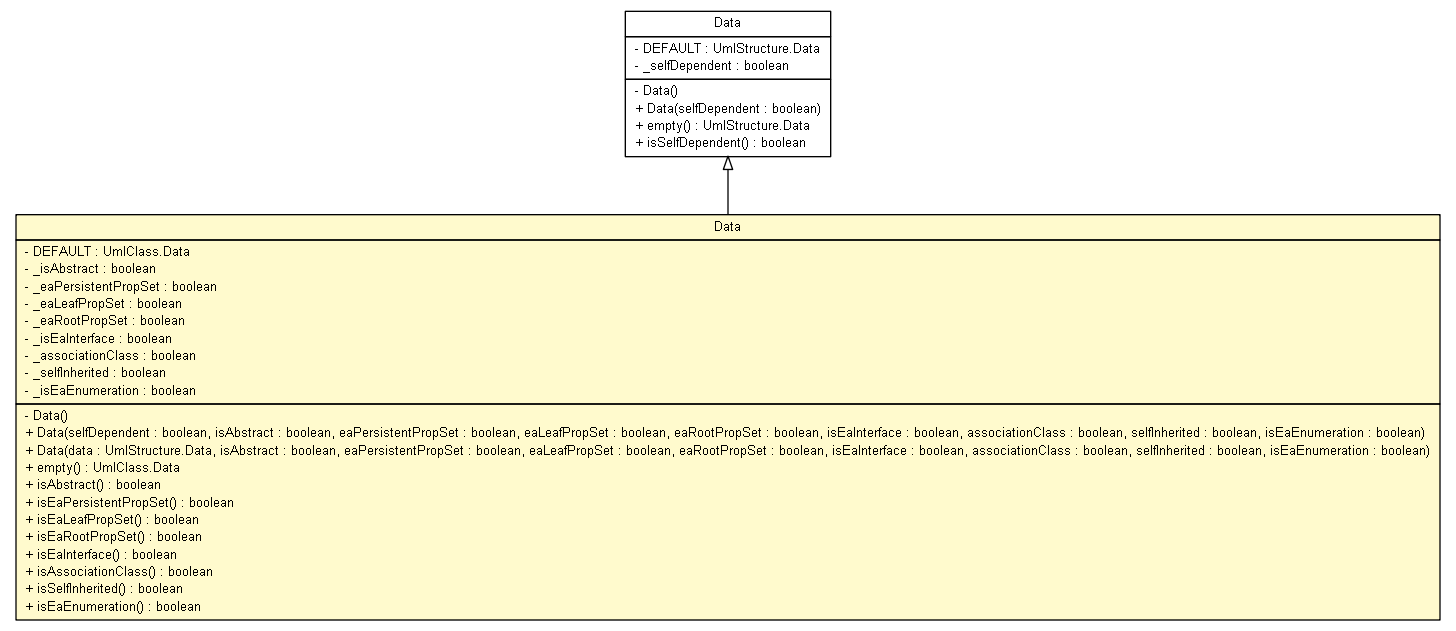 Data
- DEFAULT : UmlStructure.Data
- _selfDependent : boolean
- Data()
+ Data(selfDependent : boolean)
+ empty() : UmlStructure.Data
+ isSelfDependent() : boolean
Data
- DEFAULT : UmlClass.Data
- _isAbstract : boolean
- _eaPersistentPropSet : boolean
- _eaLeafPropSet : boolean
- _eaRootPropSet : boolean
- _isEaInterface : boolean
- _associationClass : boolean
- _selfInherited : boolean
- _isEaEnumeration : boolean
- Data()
+ Data(selfDependent : boolean, isAbstract : boolean, eaPersistentPropSet : boolean, eaLeafPropSet : boolean, eaRootPropSet : boolean, isEaInterface : boolean, associationClass : boolean, selfInherited : boolean, isEaEnumeration : boolean)
+ Data(data : UmlStructure.Data, isAbstract : boolean, eaPersistentPropSet : boolean, eaLeafPropSet : boolean, eaRootPropSet : boolean, isEaInterface : boolean, associationClass : boolean, selfInherited : boolean, isEaEnumeration : boolean)
+ empty() : UmlClass.Data
+ isAbstract() : boolean
+ isEaPersistentPropSet() : boolean
+ isEaLeafPropSet() : boolean
+ isEaRootPropSet() : boolean
+ isEaInterface() : boolean
+ isAssociationClass() : boolean
+ isSelfInherited() : boolean
+ isEaEnumeration() : boolean